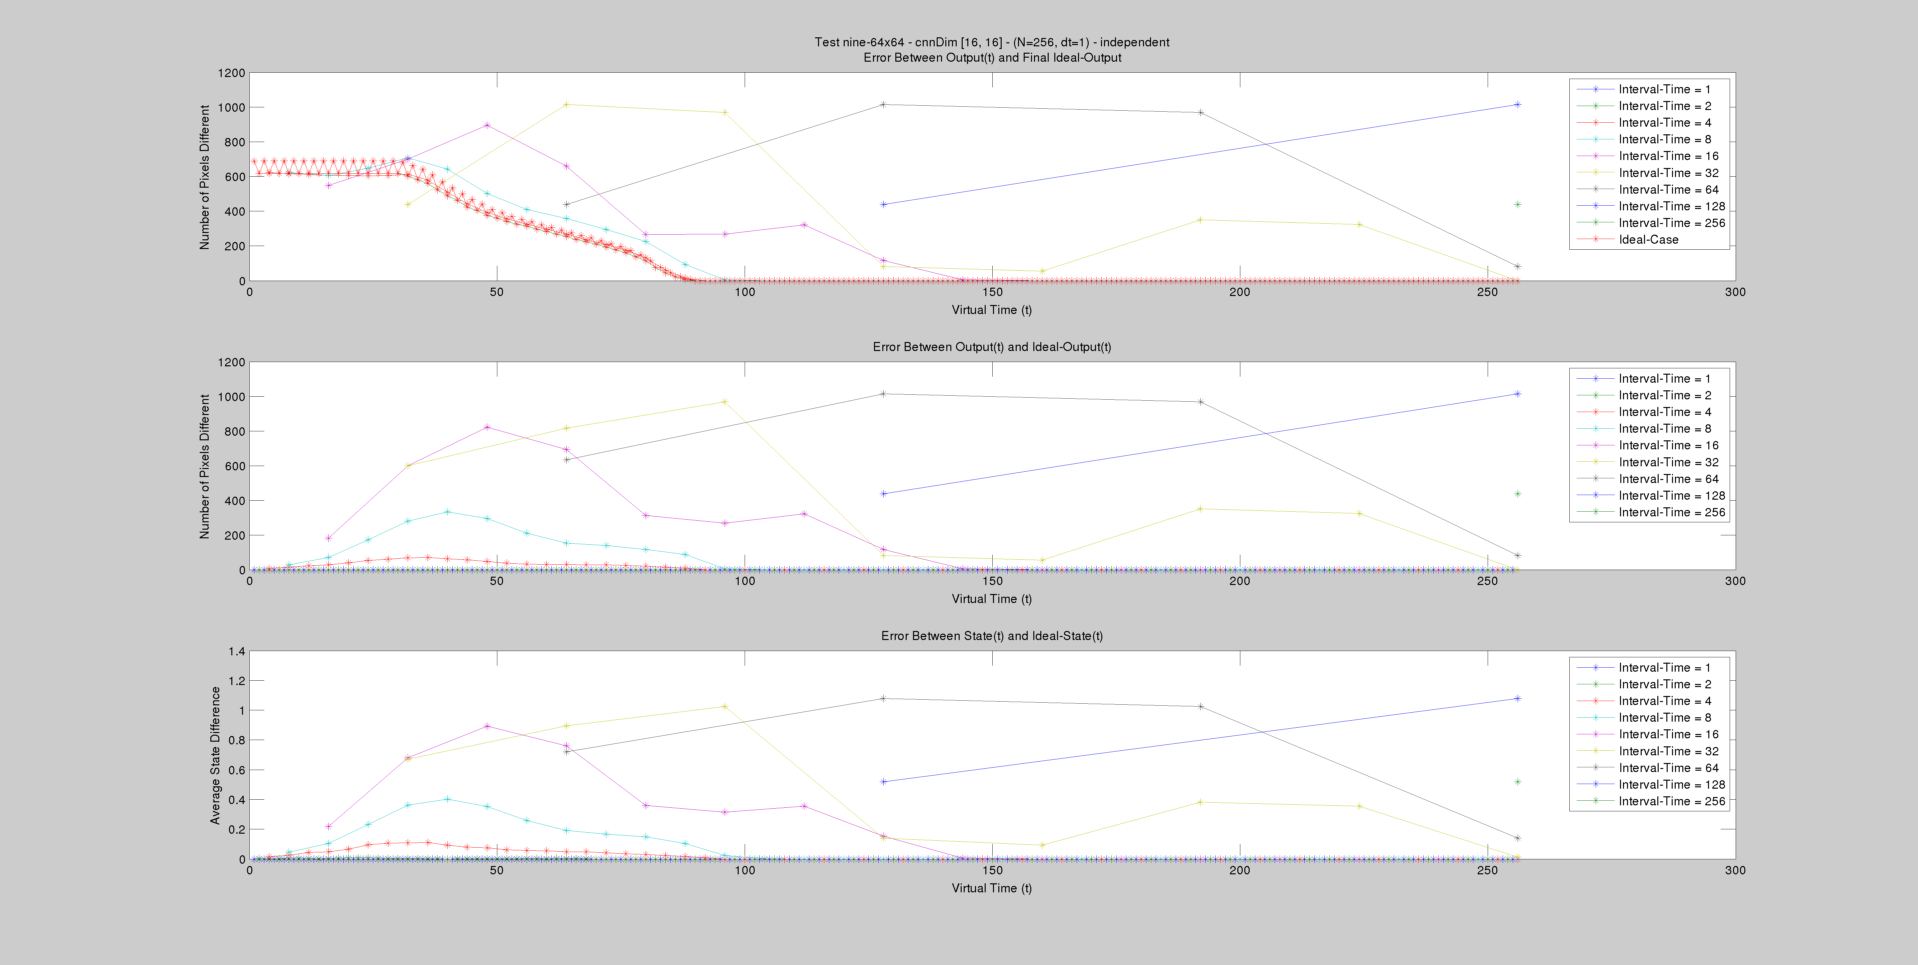 Test nine-64x64 - cnnDim [16, 16] - (N=256, dt=1) - independent
Error Between Output(t) and Final Ideal-Output
1200
1000
800
600
400
200
0
Number of Pixels Different
0 50 100 150 200 250 300
Virtual Time (t)
Interval-Time = 1
Interval-Time = 2
Interval-Time = 4
Interval-Time = 8
Interval-Time = 16
Interval-Time = 32
Interval-Time = 64
Interval-Time = 128
Interval-Time = 256
Ideal-Case
Error Between Output(t) and Ideal-Output(t)
1200
1000
800
600
400
200
0
Number of Pixels Different
0 50 100 150 200 250 300
Virtual Time (t)
Interval-Time = 1
Interval-Time = 2
Interval-Time = 4
Interval-Time = 8
Interval-Time = 16
Interval-Time = 32
Interval-Time = 64
Interval-Time = 128
Interval-Time = 256
Error Between State(t) and Ideal-State(t)
1.4
1.2
1
0.8
0.6
0.4
0.2
0
Average State Difference
0 50 100 150 200 250 300
Virtual Time (t)
Interval-Time = 1
Interval-Time = 2
Interval-Time = 4
Interval-Time = 8
Interval-Time = 16
Interval-Time = 32
Interval-Time = 64
Interval-Time = 128
Interval-Time = 256